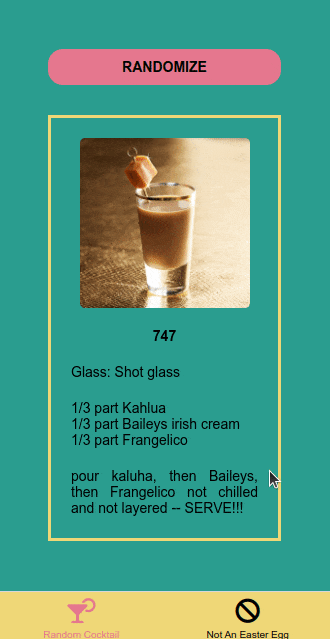 RANDOMIZE
747
Glass: Shot glass
1/3 part Kahlua
1/3 part Baileys irish cream
1/3 part Frangelico
pour kaluha, then Baileys,
then Frangelico not chilled
and not layered -- SERVE!!!
Random Cocktail
Not An Easter Egg